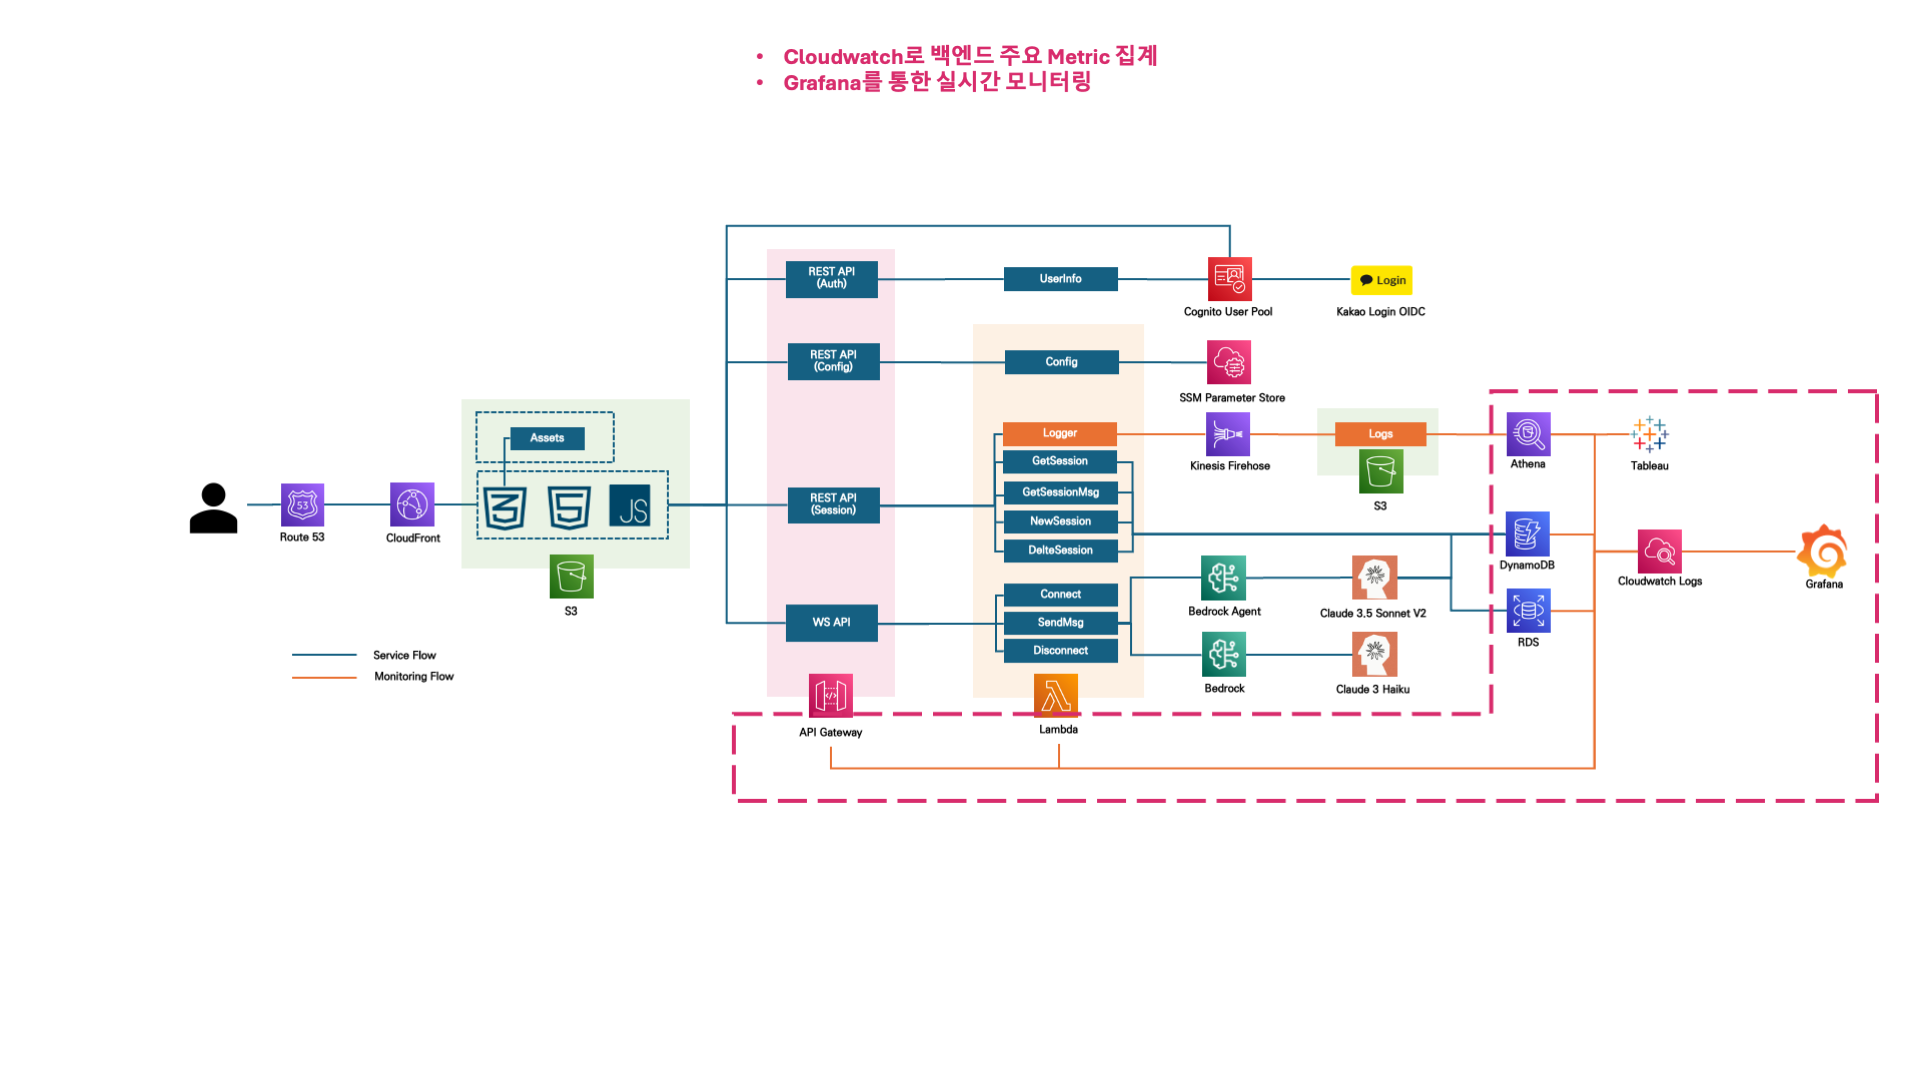 • Cloudwatch로 백엔드 주요 Metric 집계
• Grafana를 통한 실시간 모니터링
REST API
(Auth)
UserInfo
Login
Cognito User Pool
Kakao Login OIDC
REST API
(Config)
Config
SSM Parameter Store
Assets
Logger
Kinesis Firehose
Logs
S3
Athena
Tableau
GetSession
GetSessionMsg
NewSession
DelteSession
REST API
(Session)
53
Route 53
CloudFront
3
5
JS
S3
DynamoDB
Cloudwatch Logs
Grafana
Connect
SendMsg
Disconnect
WS API
Bedrock Agent
Claude 3.5 Sonnet V2
RDS
Bedrock
Claude 3 Haiku
Service Flow
Monitoring Flow
API Gateway
Lambda